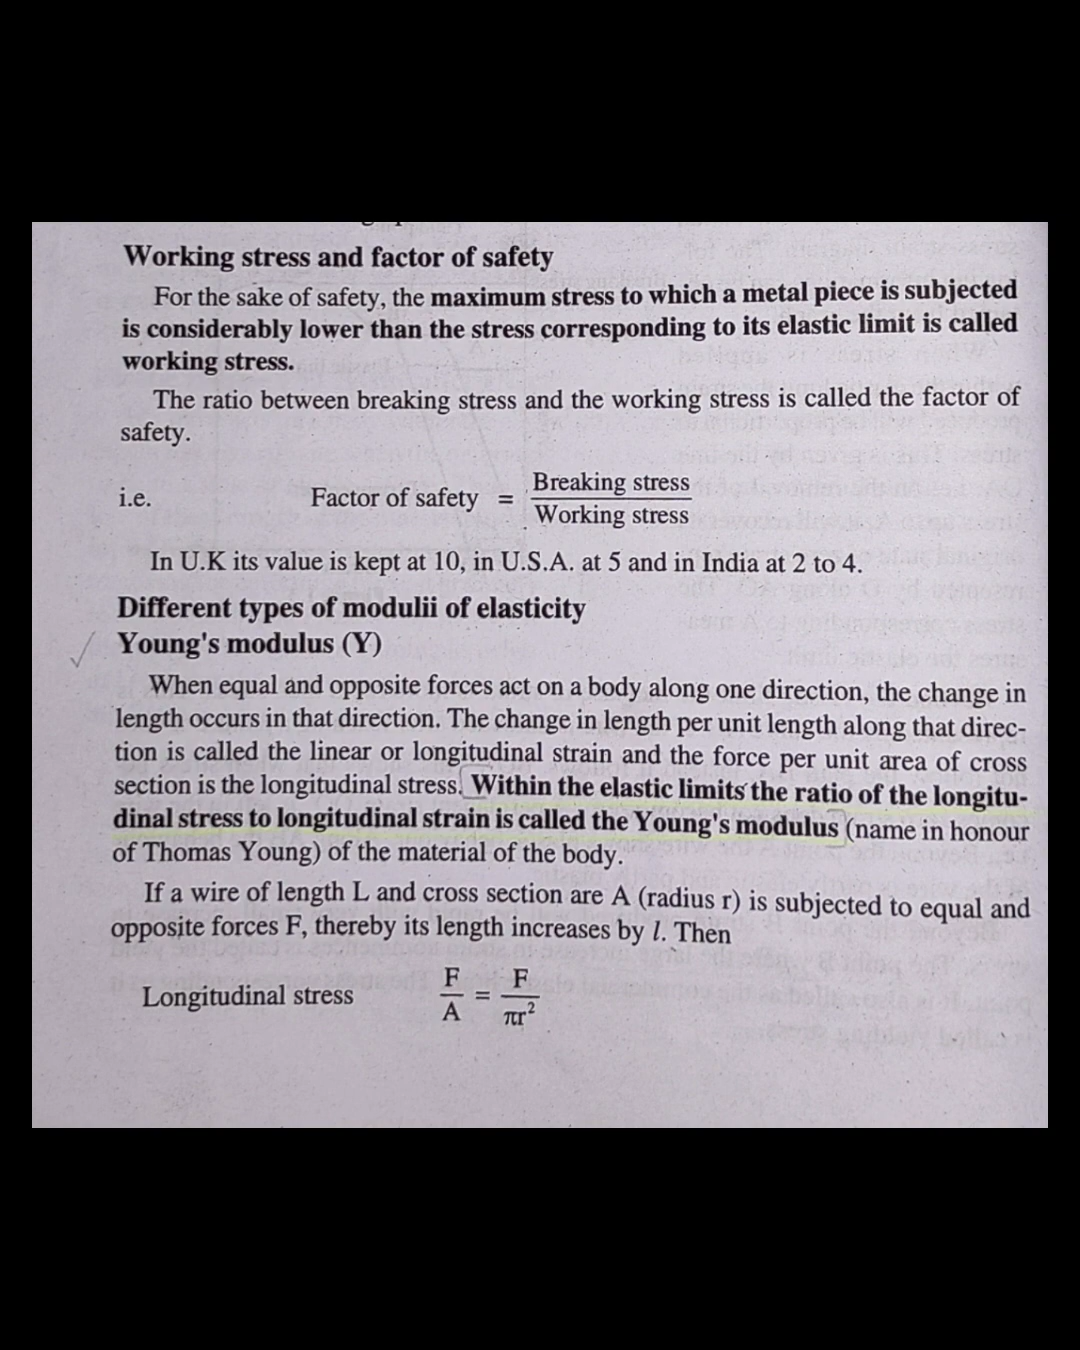 Working stress and factor of safety
For the sake of safety, the maximum stress to which a metal piece is subjected
is considerably lower than the stress corresponding to its elastic limit is called
working stress.
The ratio between breaking stress and the working stress is called the factor of
safety.
i.e. Factor of safety = Breaking stress / Working stress
In U.K its value is kept at 10, in U.S.A. at 5 and in India at 2 to 4.
Different types of modulii of elasticity
Young's modulus (Y)
When equal and opposite forces act on a body along one direction, the change in
length occurs in that direction. The change in length per unit length along that direc-
tion is called the linear or longitudinal strain and the force per unit area of cross
section is the longitudinal stress. Within the elastic limits the ratio of the longitu-
dinal stress to longitudinal strain is called the Young's modulus (name in honour
of Thomas Young) of the material of the body.
If a wire of length L and cross section are A (radius r) is subjected to equal and
opposite forces F, thereby its length increases by l. Then
Longitudinal stress F/A = F/πr²